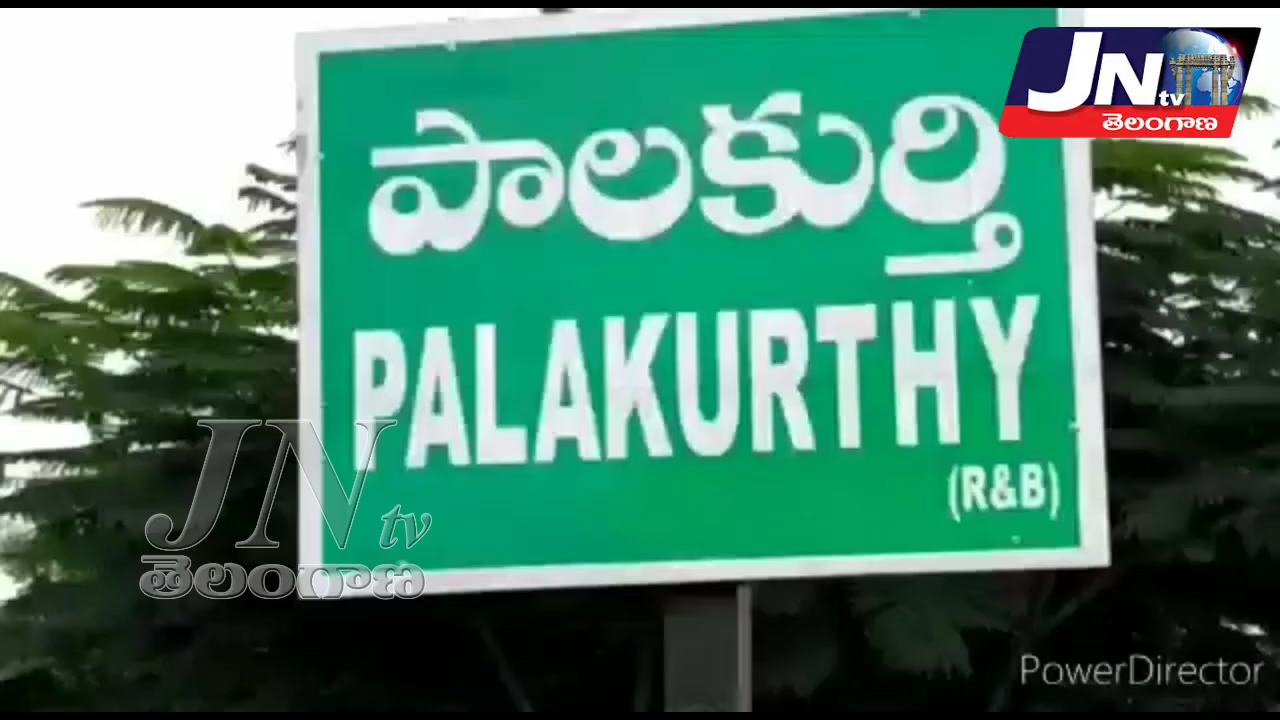 JN tv
తెలంగాణ
పాలకుర్తి
PALAKURTHY
(R&B)
JN tv
తెలంగాణ
PowerDirector